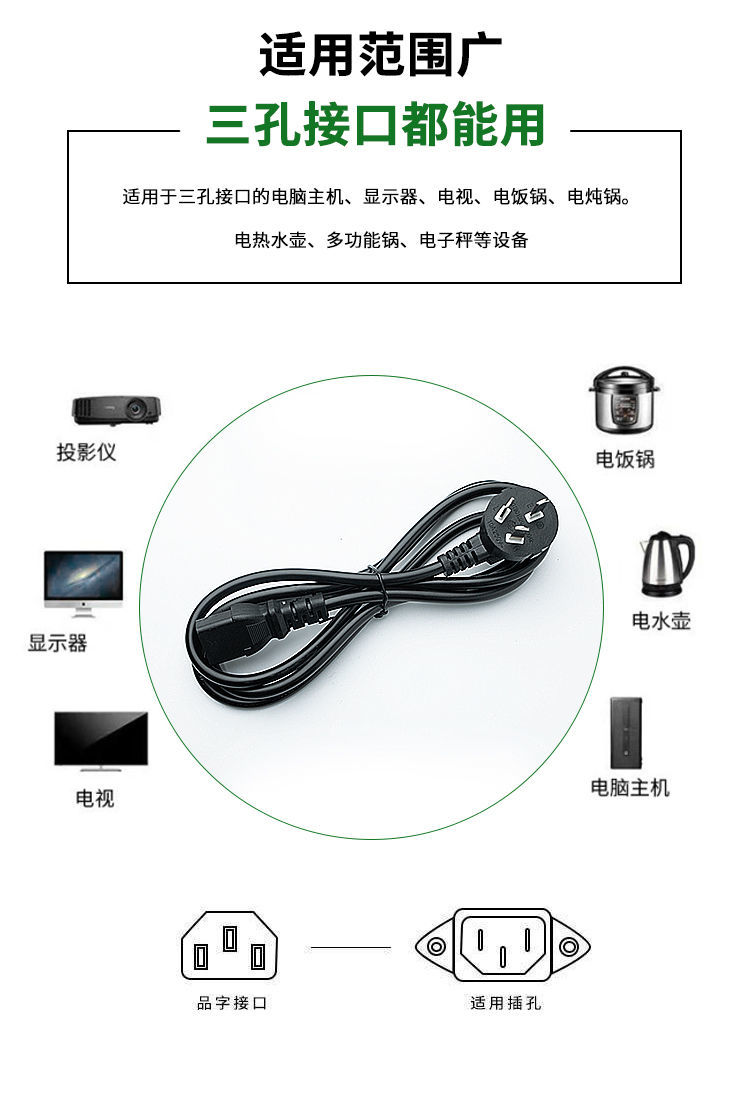 适用范围广
三孔接口都能用
适用于三孔接口的电脑主机、显示器、电视、电饭锅、电炖锅。
电热水壶、多功能锅、电子秤等设备
投影仪
电饭锅
显示器
电水壶
电视
电脑主机
品字接口
适用插孔